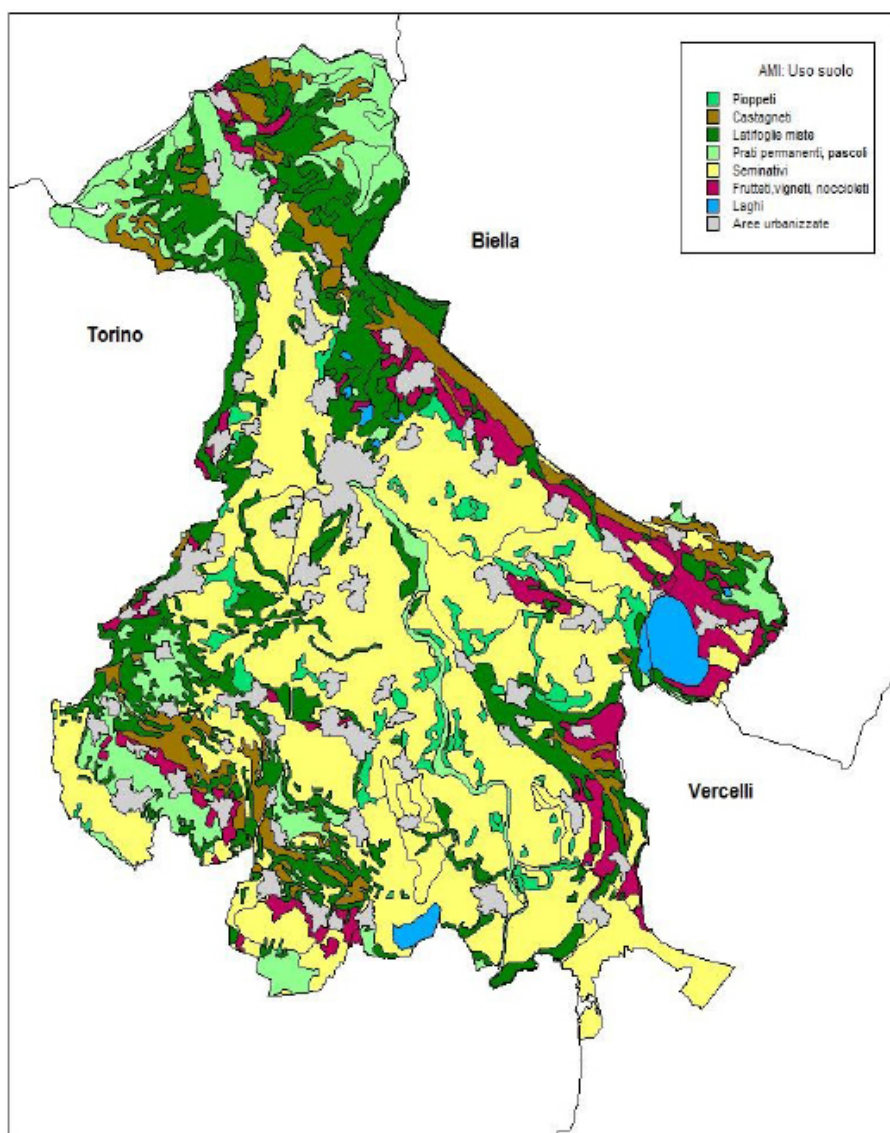 AMI: Uso suolo
Pioppeti
Castagneti
Latifoglie miste
Prati permanenti, pascoli
Seminativi
Frutteti,vigneti, noccioleti
Laghi
Aree urbanizzate
Biella
Torino
Vercelli